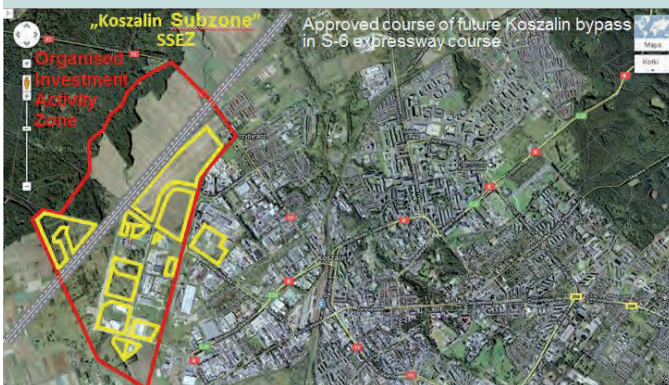 „Koszalin Subzone”
SSEZ
Approved course of future Koszalin bypass
in S-6 expressway course
Organised
Investment
Activity
Zone
Mapa
Korki
Koszalin